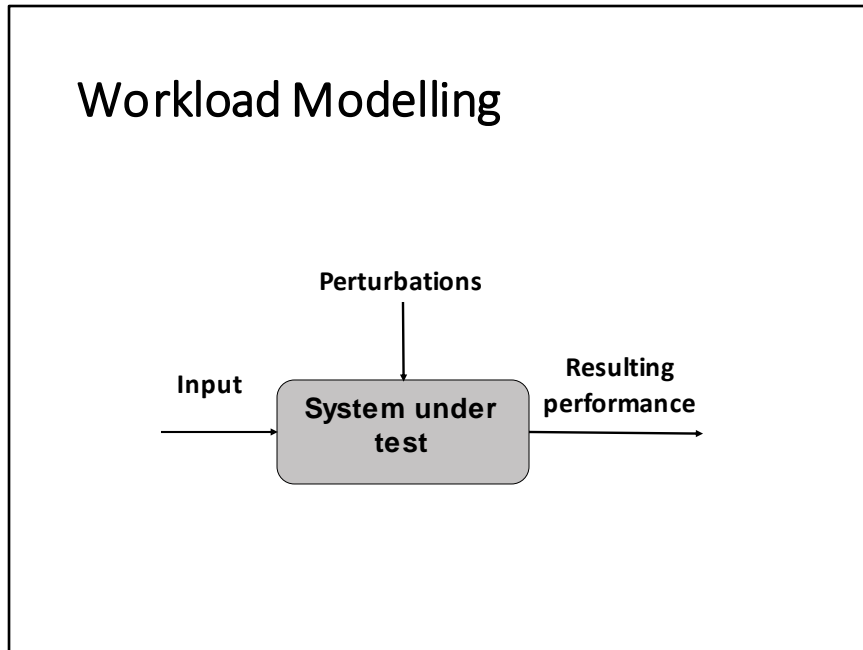 Workload Modelling
Perturbations
Input
System under
test
Resulting
performance